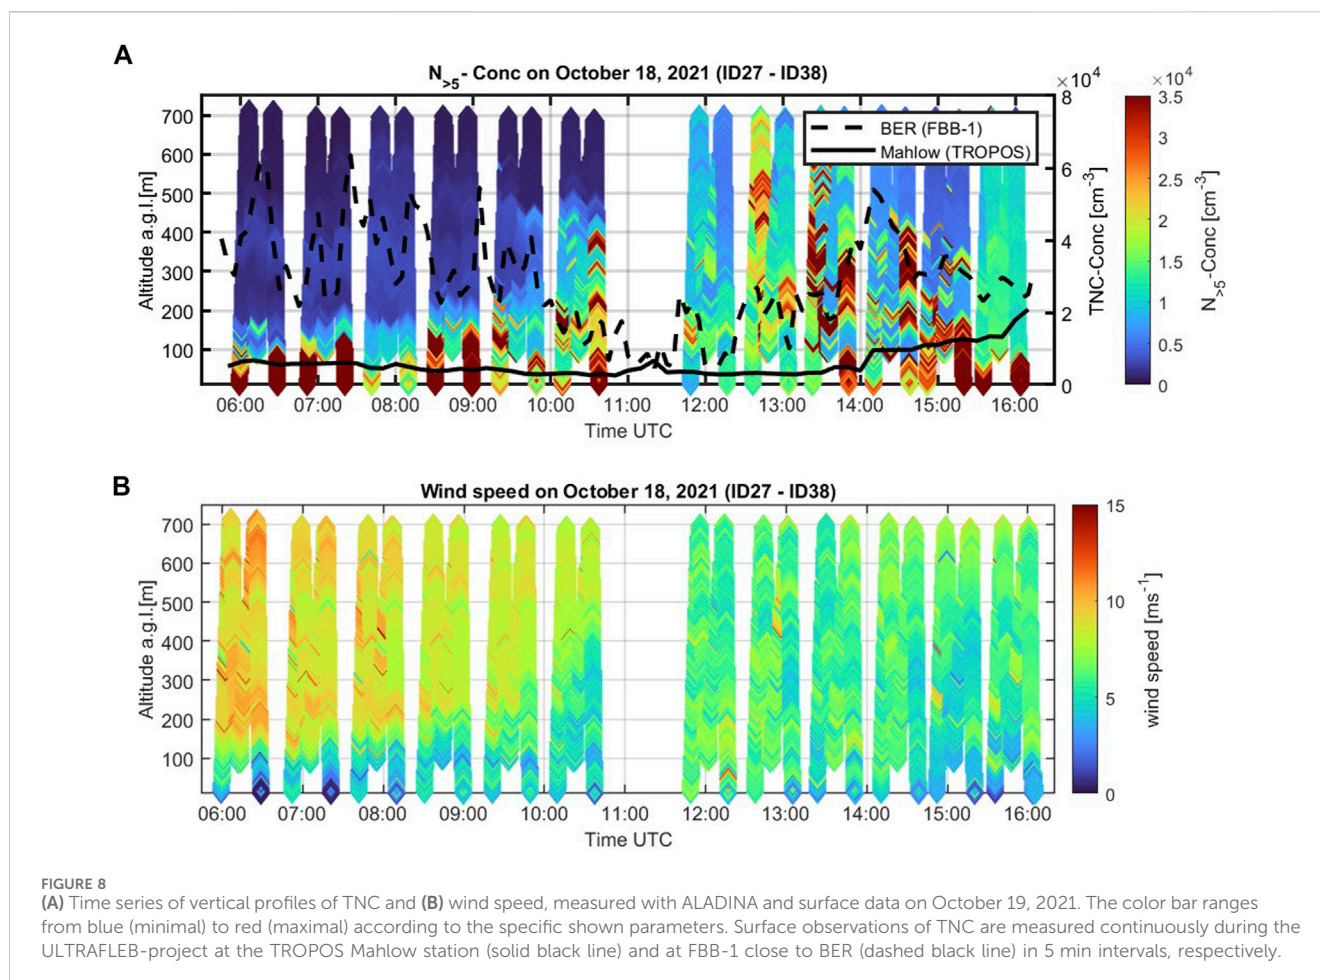 A
N>5- Conc on October 18, 2021 (ID27 - ID38)
×10^4
×10^4
700
600
500
400
300
200
100
Altitude a.g.l.[m]
BER (FBB-1)
Mahlow (TROPOS)
8
6
4
2
0
TNC-Conc [cm-3]
3.5
3
2.5
2
1.5
1
0.5
0
N>5-Conc [cm-3]
06:00 07:00 08:00 09:00 10:00 11:00 12:00 13:00 14:00 15:00 16:00
Time UTC
B
Wind speed on October 18, 2021 (ID27 - ID38)
700
600
500
400
300
200
100
Altitude a.g.l.[m]
15
10
5
0
wind speed [ms-1]
06:00 07:00 08:00 09:00 10:00 11:00 12:00 13:00 14:00 15:00 16:00
Time UTC
FIGURE 8
(A) Time series of vertical profiles of TNC and (B) wind speed, measured with ALADINA and surface data on October 19, 2021. The color bar ranges
from blue (minimal) to red (maximal) according to the specific shown parameters. Surface observations of TNC are measured continuously during the
ULTRAFLEB-project at the TROPOS Mahlow station (solid black line) and at FBB-1 close to BER (dashed black line) in 5 min intervals, respectively.